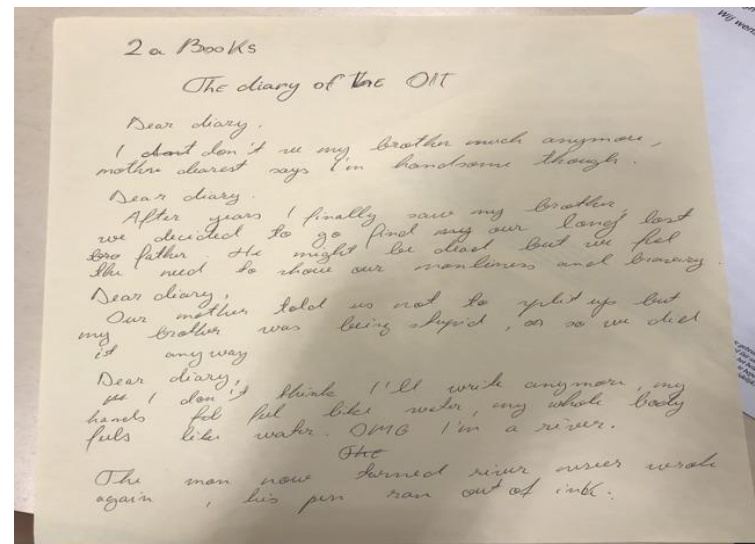 2a Books
The diary of the Ont
Dear diary.
I dont don't see my brother much anymore,
mothre dearest says I'm handsome though.
Dear diary.
After years I finally saw my brother,
we decided to go find my our long lost
bro father. He might be dead but we feel
the need to show our manliness and bravery.
Dear diary,
Our mother told us not to split up but
my brother was being stupid, so we did
it anyway
Dear diary,
I don't think I'll write anymore, my
hands fel feel like water, my whole body
feels like water. OMG I'm a river.
The
The man now turned river never wrote
again, his pen ran out of ink.
Wij wens